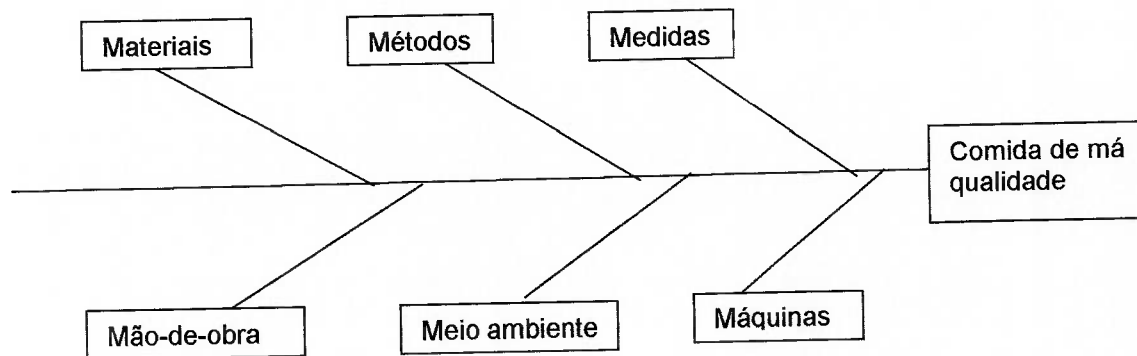 Materiais
Métodos
Medidas
Comida de má
qualidade
Mão-de-obra
Meio ambiente
Máquinas